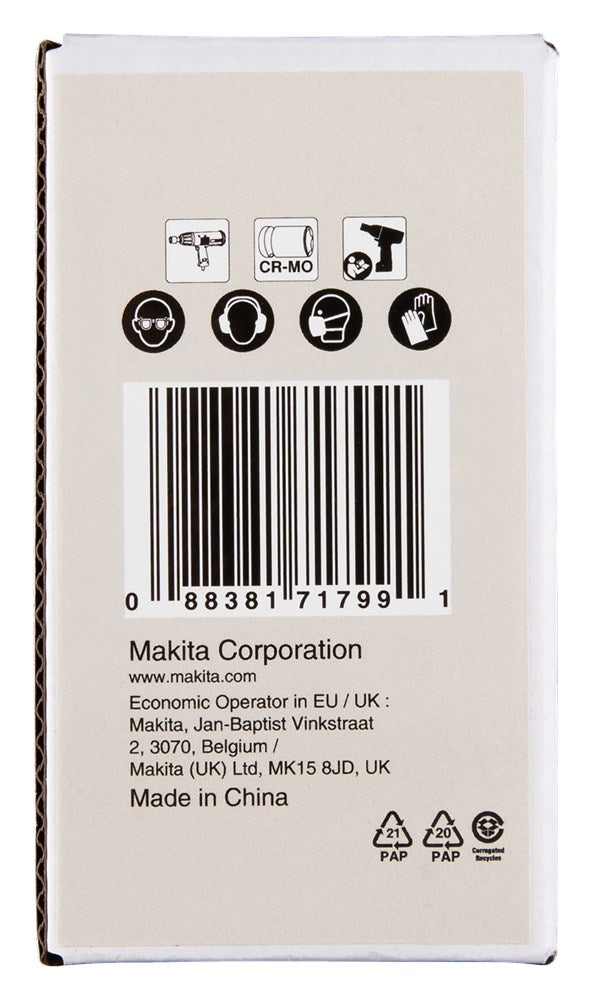 CR-MO
0 88381 71799 1
Makita Corporation
www.makita.com
Economic Operator in EU / UK :
Makita, Jan-Baptist Vinkstraat
2, 3070, Belgium /
Makita (UK) Ltd, MK15 8JD, UK
Made in China
21 20
PAP PAP Corrugated
Recycles